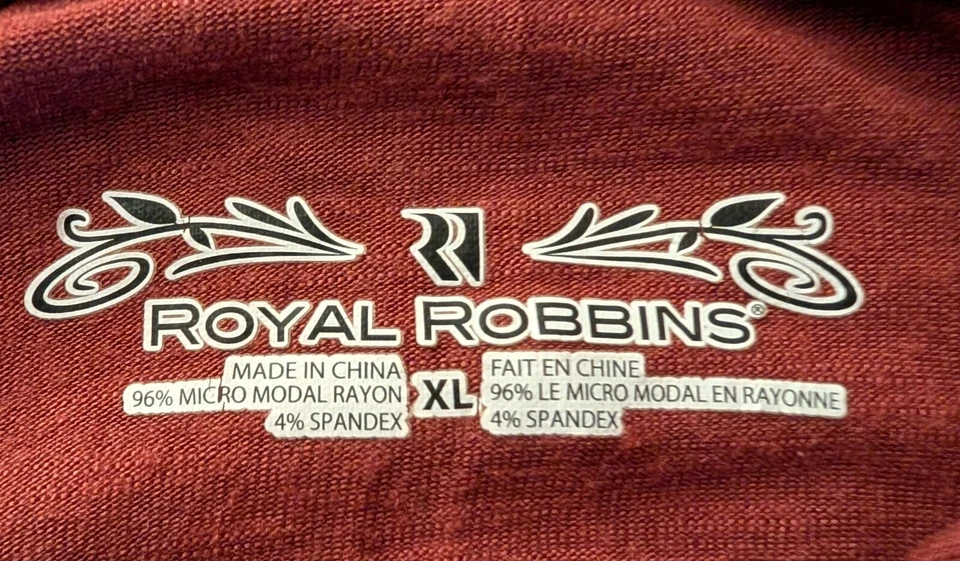 ROYAL ROBBINS®
MADE IN CHINA
96% MICRO MODAL RAYON
4% SPANDEX
XL
FAIT EN CHINE
96% LE MICRO MODAL EN RAYONNE
4% SPANDEX